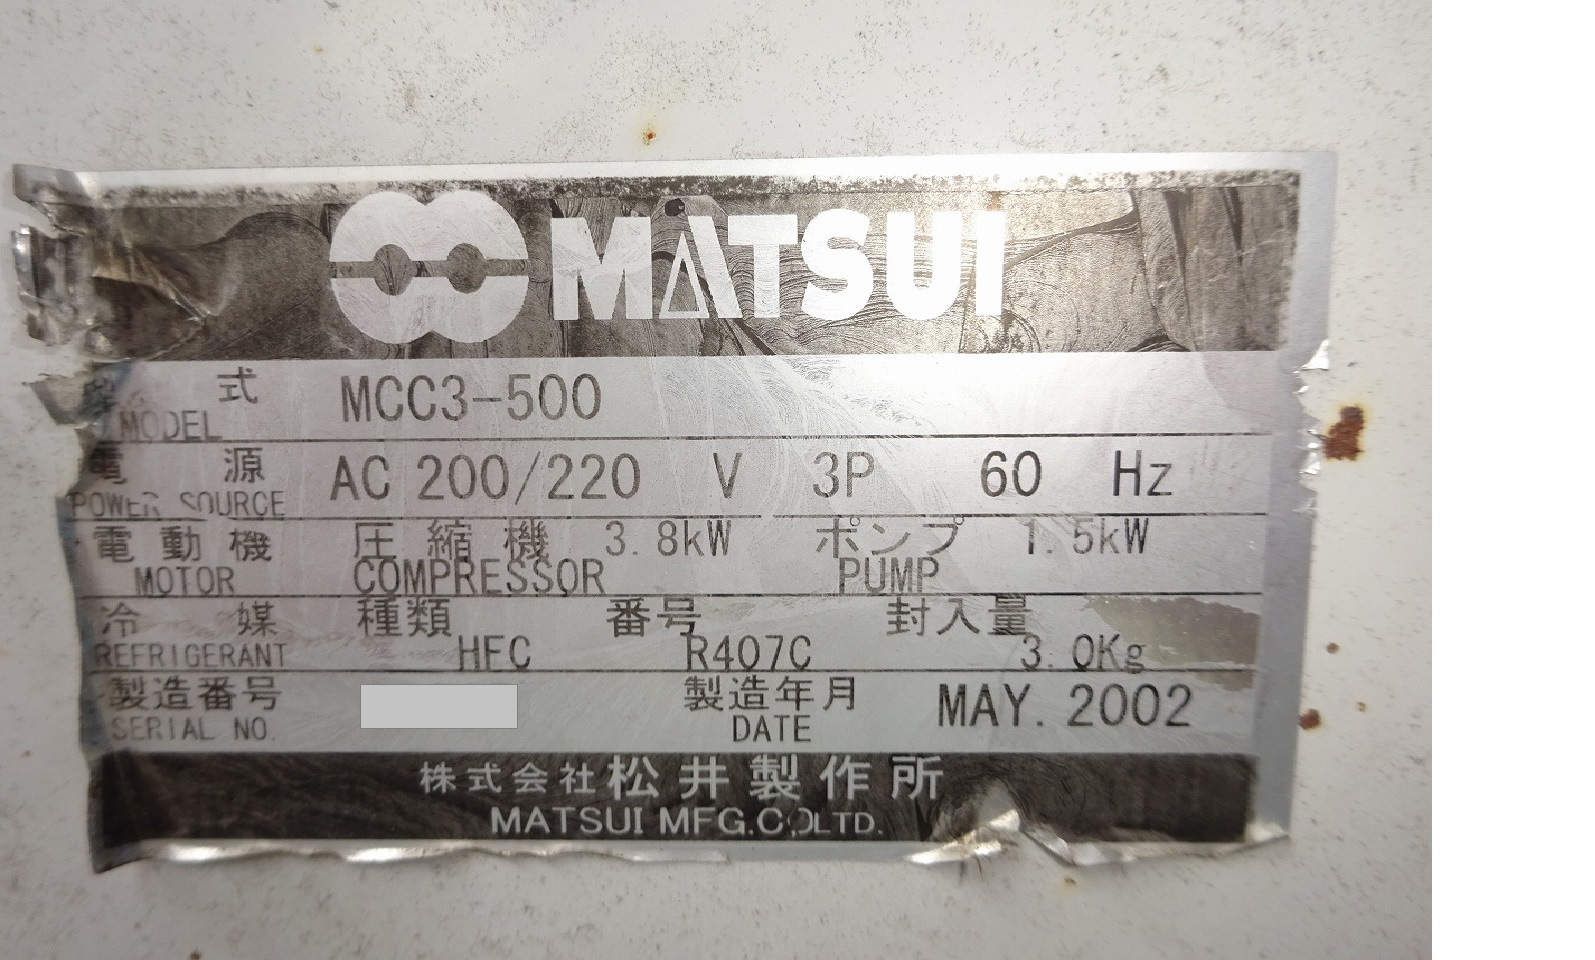 MATSUI
型 式 MCC3-500
MODEL
電 源 AC 200/220 V 3P 60 Hz
POWER SOURCE
電動機 圧縮機 3.8kW ポンプ 1.5kW
MOTOR COMPRESSOR PUMP
冷 媒 種類 番号 封入量
REFRIGERANT HFC R407C 3.0Kg
製造番号 製造年月 MAY. 2002
SERIAL NO. DATE
株式会社松井製作所
MATSUI MFG.CO.LTD.